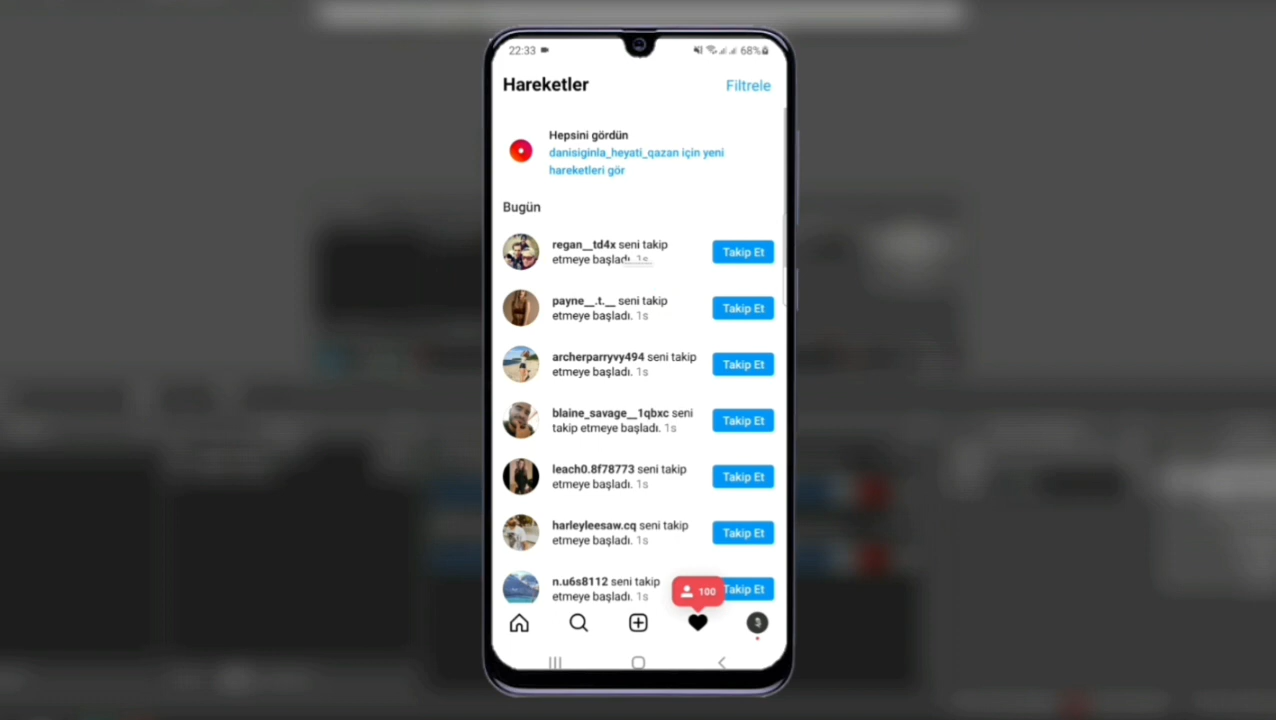 22:33
68%
Hareketler
Filtrele
Hepsini gördün
danisiginla_heyati_qazan için yeni
hareketleri gör
Bugün
regan__td4x seni takip
etmeye başladı. 1s
Takip Et
payne__.t.__ seni takip
etmeye başladı. 1s
Takip Et
archerparryvy494 seni takip
etmeye başladı. 1s
Takip Et
blaine_savage__1qbxc seni
takip etmeye başladı. 1s
Takip Et
leach0.8f78773 seni takip
etmeye başladı. 1s
Takip Et
harleyleesaw.cq seni takip
etmeye başladı. 1s
Takip Et
n.u6s8112 seni takip
etmeye başladı. 1s
Takip Et
100